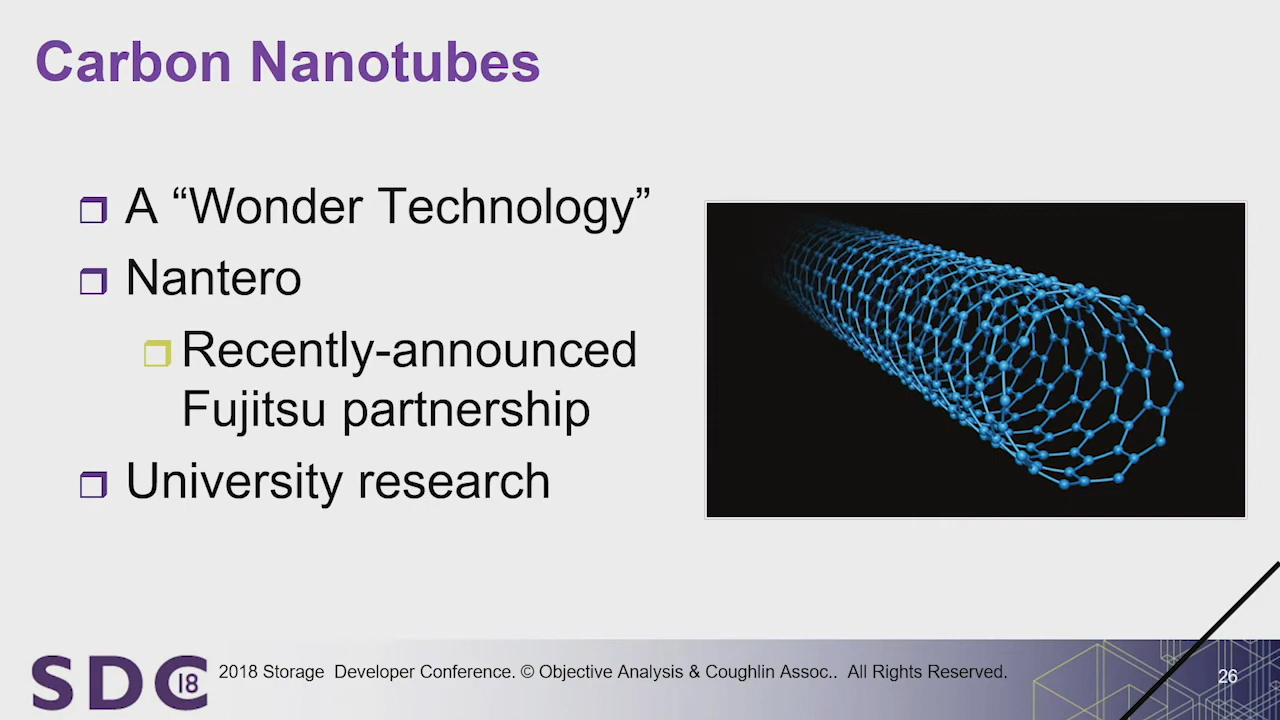 Carbon Nanotubes
A “Wonder Technology”
Nantero
Recently-announced
Fujitsu partnership
University research
SDC 18
2018 Storage Developer Conference. © Objective Analysis & Coughlin Assoc.. All Rights Reserved.
26